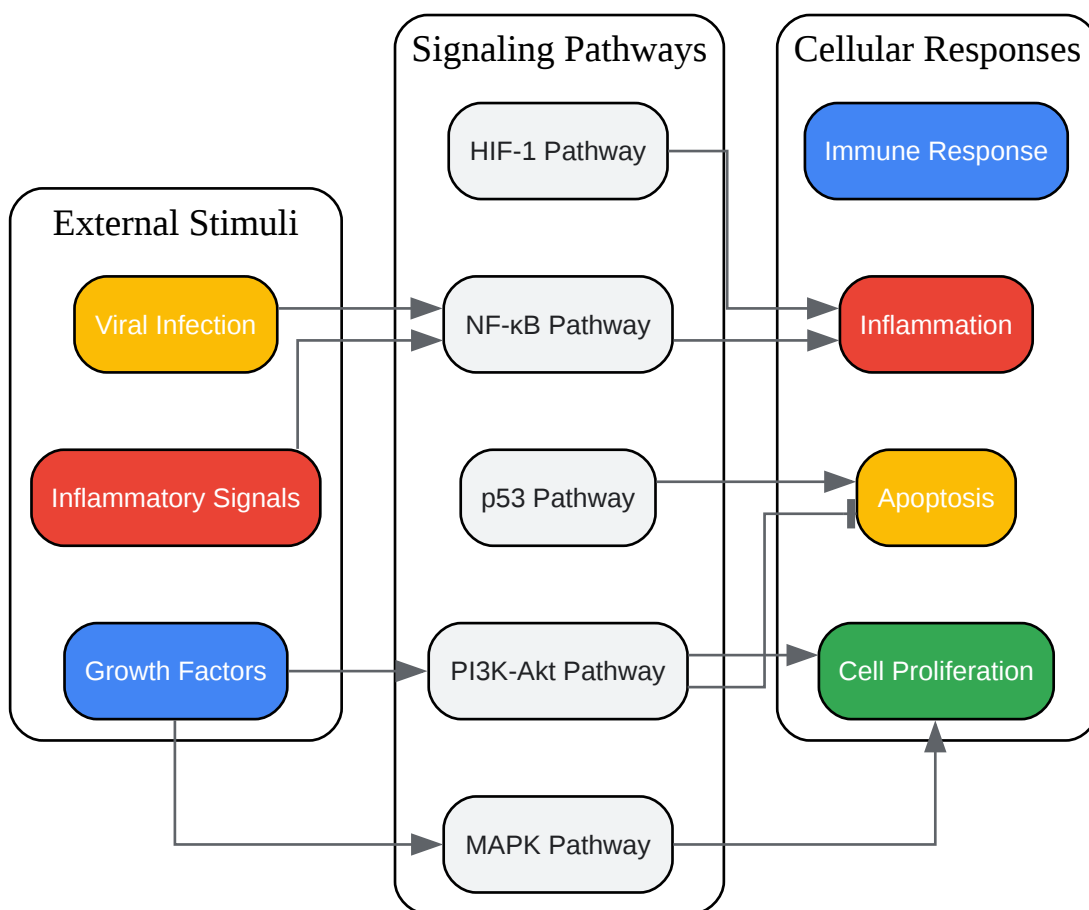 External Stimuli
Viral Infection
Inflammatory Signals
Growth Factors
Signaling Pathways
HIF-1 Pathway
NF-κB Pathway
p53 Pathway
PI3K-Akt Pathway
MAPK Pathway
Cellular Responses
Immune Response
Inflammation
Apoptosis
Cell Proliferation